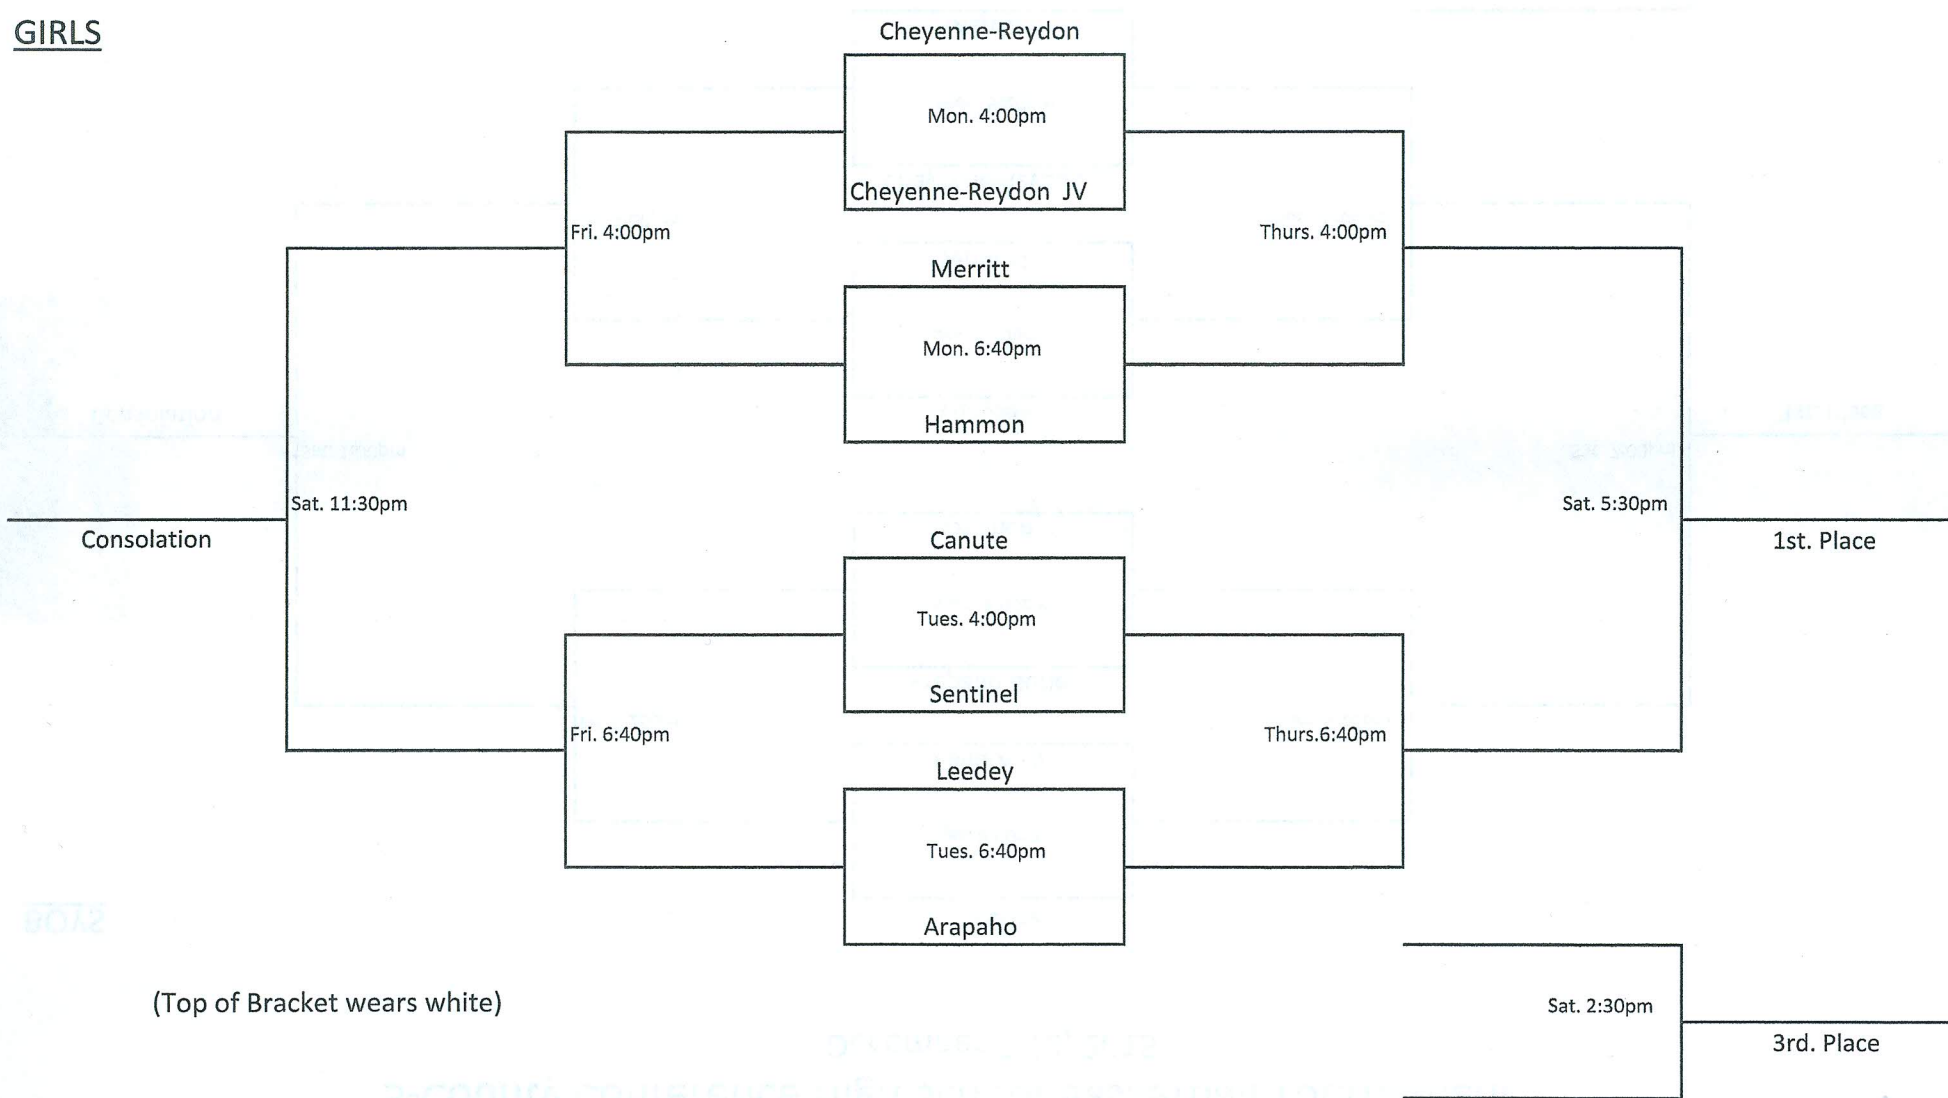 GIRLS
Cheyenne-Reydon
Mon. 4:00pm
Cheyenne-Reydon JV
Fri. 4:00pm
Thurs. 4:00pm
Merritt
Mon. 6:40pm
Hammon
Sat. 11:30pm
Sat. 5:30pm
Consolation
1st. Place
Canute
Tues. 4:00pm
Sentinel
Fri. 6:40pm
Thurs.6:40pm
Leedey
Tues. 6:40pm
Arapaho
(Top of Bracket wears white)
Sat. 2:30pm
3rd. Place